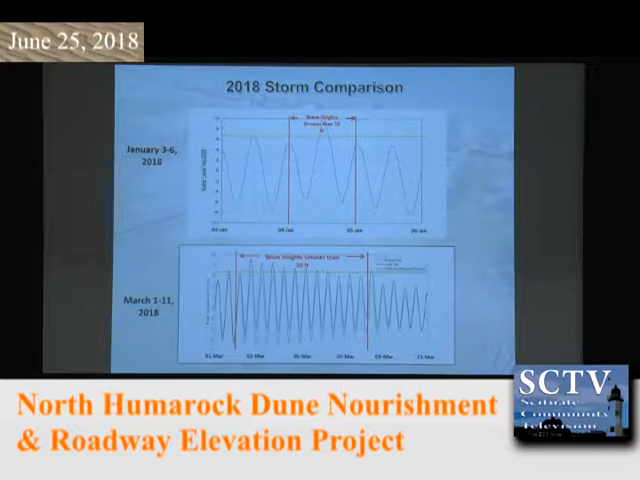 June 25, 2018
2018 Storm Comparison
Wave heights
Greater than 10
ft
January 3-6,
2018
03-Jan 04-Jan 05-Jan 06-Jan
Wave heights Greater than
10 ft
March 1-11,
2018
01-Mar 03-Mar 05-Mar 07-Mar 09-Mar 11-Mar
North Humarock Dune Nourishment
& Roadway Elevation Project
SCTV
Scituate
Community
Television